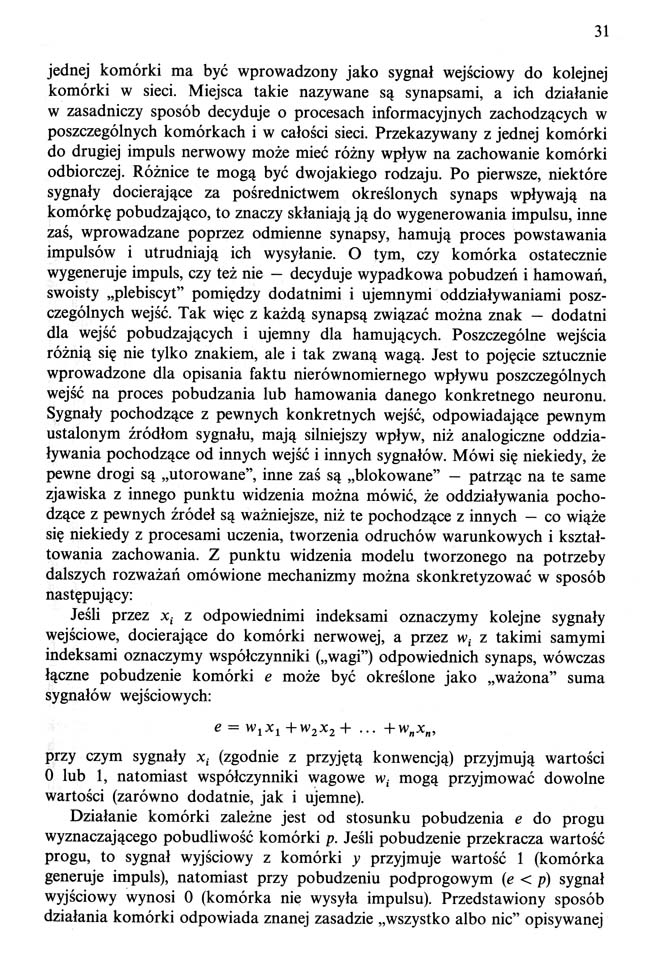 31
jednej komórki ma być wprowadzony jako sygnał wejściowy do kolejnej
komórki w sieci. Miejsca takie nazywane są synapsami, a ich działanie
w zasadniczy sposób decyduje o procesach informacyjnych zachodzących w
poszczególnych komórkach i w całości sieci. Przekazywany z jednej komórki
do drugiej impuls nerwowy może mieć różny wpływ na zachowanie komórki
odbiorczej. Różnice te mogą być dwojakiego rodzaju. Po pierwsze, niektóre
sygnały docierające za pośrednictwem określonych synaps wpływają na
komórkę pobudzająco, to znaczy skłaniają ją do wygenerowania impulsu, inne
zaś, wprowadzane poprzez odmienne synapsy, hamują proces powstawania
impulsów i utrudniają ich wysyłanie. O tym, czy komórka ostatecznie
wygeneruje impuls, czy też nie — decyduje wypadkowa pobudzeń i hamowań,
swoisty „plebiscyt” pomiędzy dodatnimi i ujemnymi oddziaływaniami posz-
czególnych wejść. Tak więc z każdą synapsą związać można znak — dodatni
dla wejść pobudzających i ujemny dla hamujących. Poszczególne wejścia
różnią się nie tylko znakiem, ale i tak zwaną wagą. Jest to pojęcie sztucznie
wprowadzone dla opisania faktu nierównomiernego wpływu poszczególnych
wejść na proces pobudzania lub hamowania danego konkretnego neuronu.
Sygnały pochodzące z pewnych konkretnych wejść, odpowiadające pewnym
ustalonym źródłom sygnału, mają silniejszy wpływ, niż analogiczne oddzia-
ływania pochodzące od innych wejść i innych sygnałów. Mówi się niekiedy, że
pewne drogi są „utorowane”, inne zaś są „blokowane” — patrząc na te same
zjawiska z innego punktu widzenia można mówić, że oddziaływania pocho-
dzące z pewnych źródeł są ważniejsze, niż te pochodzące z innych — co wiąże
się niekiedy z procesami uczenia, tworzenia odruchów warunkowych i kształ-
towania zachowania. Z punktu widzenia modelu tworzonego na potrzeby
dalszych rozważań omówione mechanizmy można skonkretyzować w sposób
następujący:
Jeśli przez xᵢ z odpowiednimi indeksami oznaczymy kolejne sygnały
wejściowe, docierające do komórki nerwowej, a przez wᵢ z takimi samymi
indeksami oznaczymy współczynniki („wagi”) odpowiednich synaps, wówczas
łączne pobudzenie komórki e może być określone jako „ważona” suma
sygnałów wejściowych:
e = w₁x₁ + w₂x₂ + ... + wₙxₙ,
przy czym sygnały xᵢ (zgodnie z przyjętą konwencją) przyjmują wartości
0 lub 1, natomiast współczynniki wagowe wᵢ mogą przyjmować dowolne
wartości (zarówno dodatnie, jak i ujemne).
Działanie komórki zależne jest od stosunku pobudzenia e do progu
wyznaczającego pobudliwość komórki p. Jeśli pobudzenie przekracza wartość
progu, to sygnał wyjściowy z komórki y przyjmuje wartość 1 (komórka
generuje impuls), natomiast przy pobudzeniu podprogowym (e < p) sygnał
wyjściowy wynosi 0 (komórka nie wysyła impulsu). Przedstawiony sposób
działania komórki odpowiada znanej zasadzie „wszystko albo nic” opisywanej